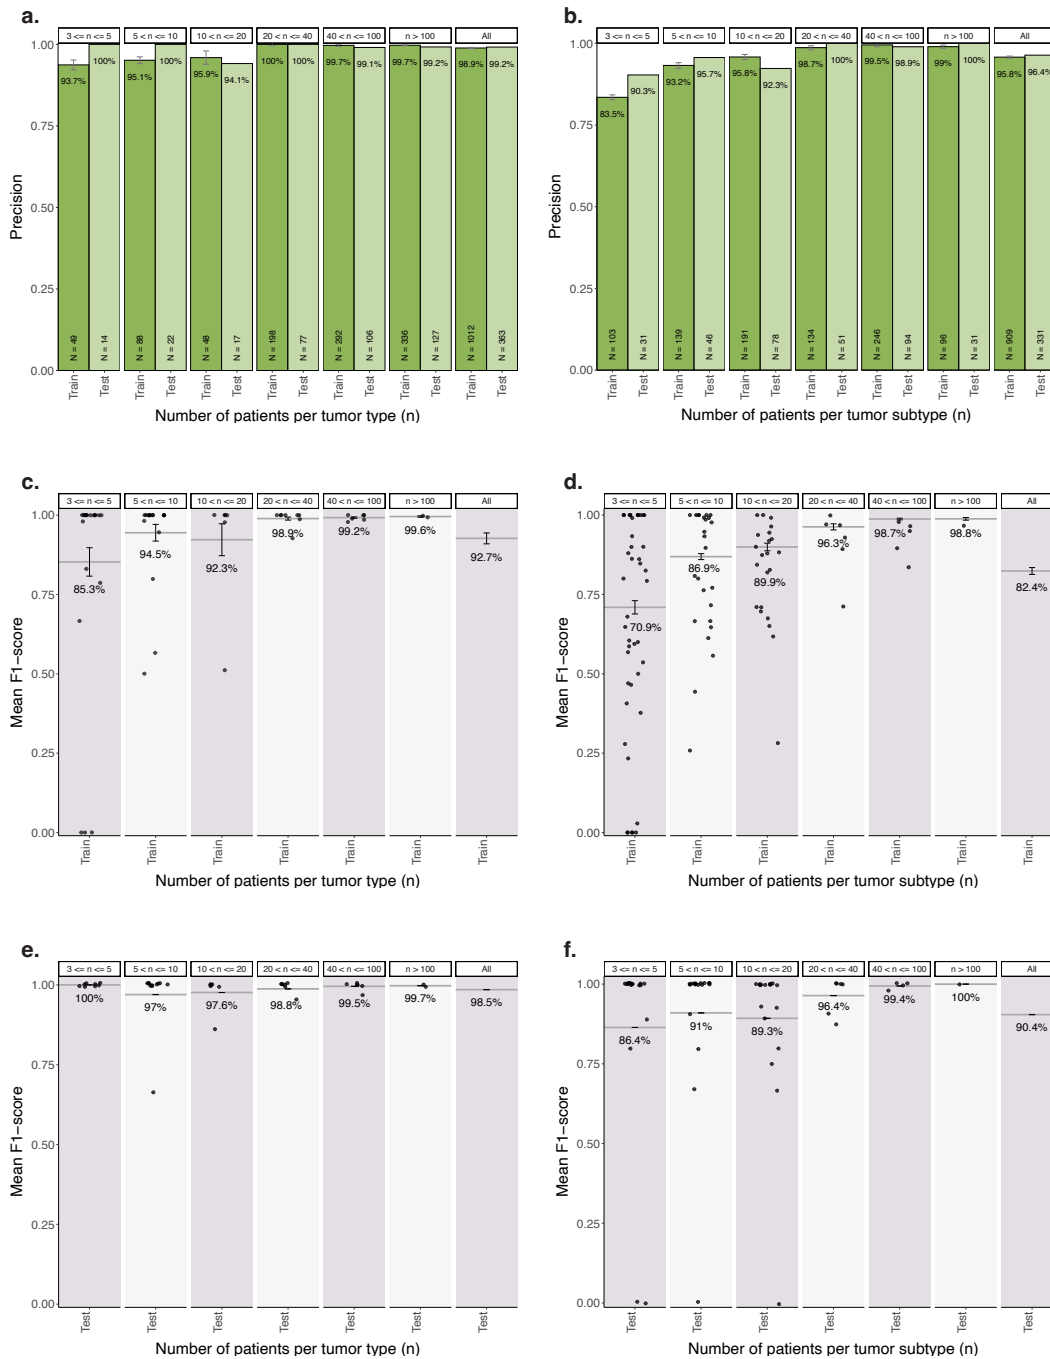 a.
3 <= n <= 5
5 < n <= 10
10 < n <= 20
20 < n <= 40
40 < n <= 100
n > 100
All
Precision
1.00
0.75
0.50
0.25
0.00
93.7%
100%
95.1%
100%
95.9%
94.1%
100%
100%
99.7%
99.1%
99.7%
99.2%
98.9%
99.2%
N = 49
N = 14
N = 88
N = 22
N = 48
N = 17
N = 198
N = 77
N = 292
N = 106
N = 336
N = 127
N = 1012
N = 363
Train
Test
Train
Test
Train
Test
Train
Test
Train
Test
Train
Test
Train
Test
Number of patients per tumor type (n)
b.
3 <= n <= 5
5 < n <= 10
10 < n <= 20
20 < n <= 40
40 < n <= 100
n > 100
All
Precision
1.00
0.75
0.50
0.25
0.00
83.5%
90.3%
93.2%
95.7%
95.8%
92.3%
98.7%
100%
99.5%
98.9%
99%
100%
95.8%
96.4%
N = 103
N = 31
N = 139
N = 46
N = 191
N = 78
N = 134
N = 51
N = 246
N = 94
N = 96
N = 31
N = 909
N = 331
Train
Test
Train
Test
Train
Test
Train
Test
Train
Test
Train
Test
Train
Test
Number of patients per tumor subtype (n)
c.
3 <= n <= 5
5 < n <= 10
10 < n <= 20
20 < n <= 40
40 < n <= 100
n > 100
All
Mean F1−score
1.00
0.75
0.50
0.25
0.00
85.3%
94.5%
92.3%
98.9%
99.2%
99.6%
92.7%
Train
Train
Train
Train
Train
Train
Train
Number of patients per tumor type (n)
d.
3 <= n <= 5
5 < n <= 10
10 < n <= 20
20 < n <= 40
40 < n <= 100
n > 100
All
Mean F1−score
1.00
0.75
0.50
0.25
0.00
70.9%
86.9%
89.9%
96.3%
98.7%
98.8%
82.4%
Train
Train
Train
Train
Train
Train
Train
Number of patients per tumor subtype (n)
e.
3 <= n <= 5
5 < n <= 10
10 < n <= 20
20 < n <= 40
40 < n <= 100
n > 100
All
Mean F1−score
1.00
0.75
0.50
0.25
0.00
100%
97%
97.6%
98.8%
99.5%
99.7%
98.5%
Test
Test
Test
Test
Test
Test
Test
Number of patients per tumor type (n)
f.
3 <= n <= 5
5 < n <= 10
10 < n <= 20
20 < n <= 40
40 < n <= 100
n > 100
All
Mean F1−score
1.00
0.75
0.50
0.25
0.00
86.4%
91%
89.3%
96.4%
99.4%
100%
90.4%
Test
Test
Test
Test
Test
Test
Test
Number of patients per tumor subtype (n)